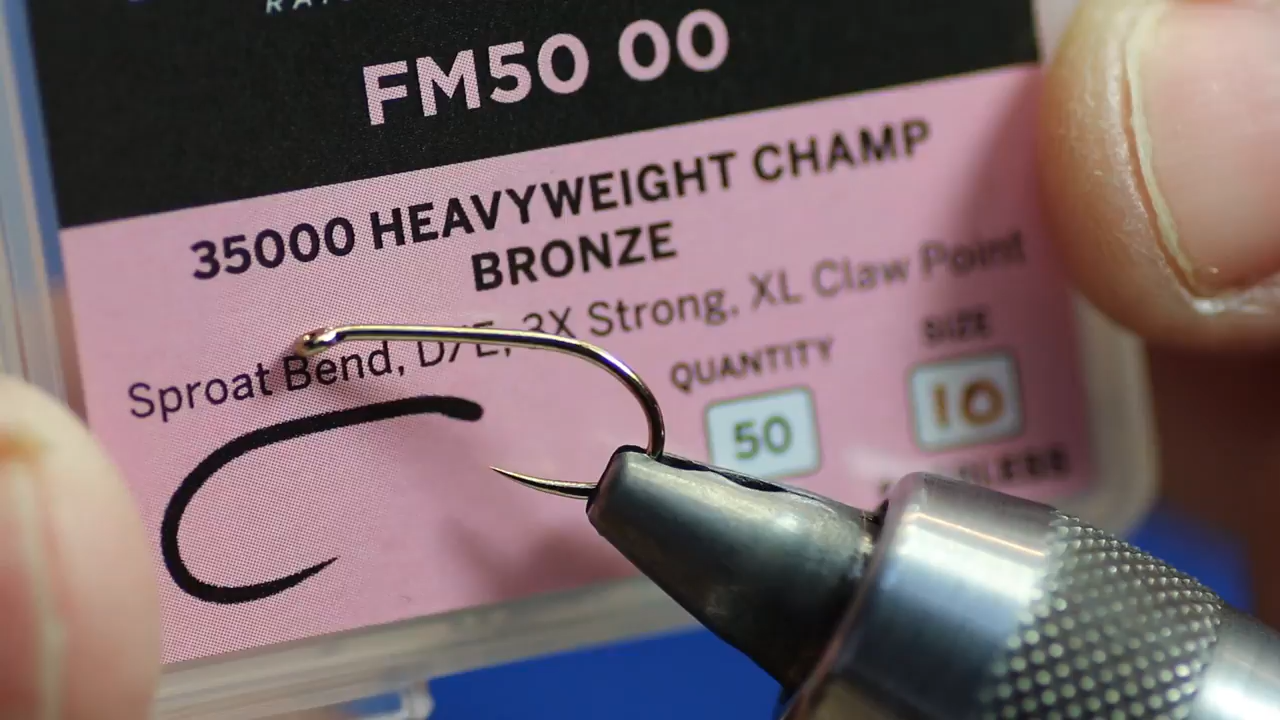 FM50 00
35000 HEAVYWEIGHT CHAMP
BRONZE
Sproat Bend, D/E, 3X Strong, XL Claw Point
QUANTITY SIZE
50 10